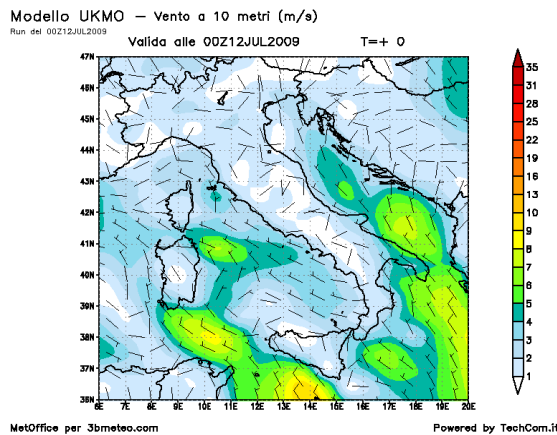 Modello UKMO – Vento a 10 metri (m/s)
Run del 00Z12JUL2009
Valida alle 00Z12JUL2009 T=+ 0
47N
46N
45N
44N
43N
42N
41N
40N
39N
38N
37N
36N
6E 7E 8E 9E 10E 11E 12E 13E 14E 15E 16E 17E 18E 19E 20E
35
31
28
25
22
19
16
13
10
9
8
7
6
5
4
3
2
1
MetOffice per 3bmeteo.com
Powered by TechCom.it